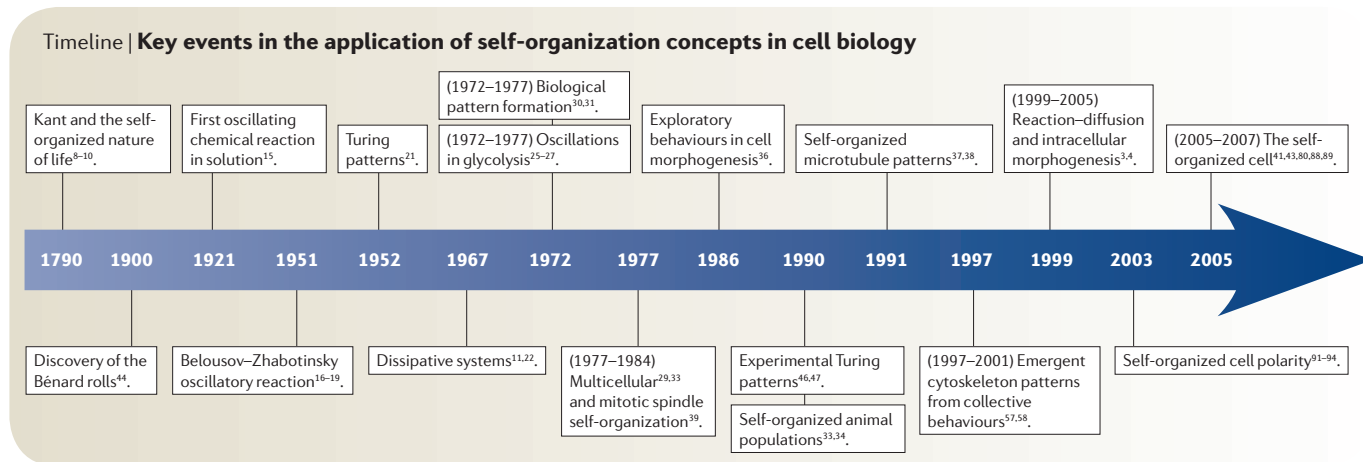 Timeline | Key events in the application of self-organization concepts in cell biology
Kant and the self-
organized nature
of life8–10.
First oscillating
chemical reaction
in solution15.
Turing
patterns21.
(1972–1977) Biological
pattern formation30,31.
(1972–1977) Oscillations
in glycolysis25–27.
Exploratory
behaviours in cell
morphogenesis36.
Self-organized
microtubule patterns37,38.
(1999–2005)
Reaction–diffusion
and intracellular
morphogenesis3,4.
(2005–2007) The self-
organized cell41,43,80,88,89.
1790 1900 1921 1951 1952 1967 1972 1977 1986 1990 1991 1997 1999 2003 2005
Discovery of the
Bénard rolls44.
Belousov–Zhabotinsky
oscillatory reaction16–19.
Dissipative systems11,22.
(1977–1984)
Multicellular29,33
and mitotic spindle
self-organization39.
Experimental Turing
patterns46,47.
Self-organized animal
populations33,34.
(1997–2001) Emergent
cytoskeleton patterns
from collective
behaviours57,58.
Self-organized cell polarity91–94.